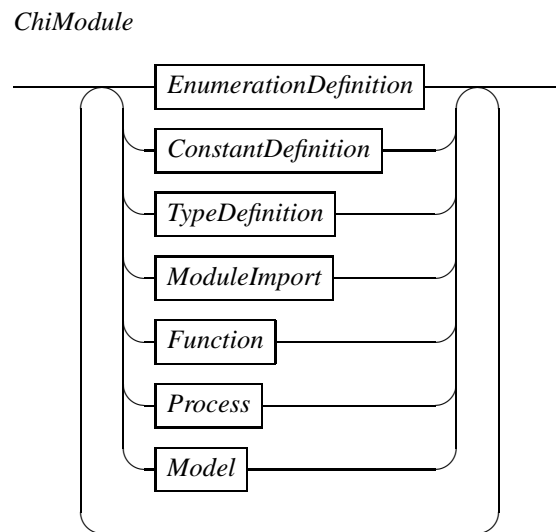 ChiModule
EnumerationDefinition
ConstantDefinition
TypeDefinition
ModuleImport
Function
Process
Model